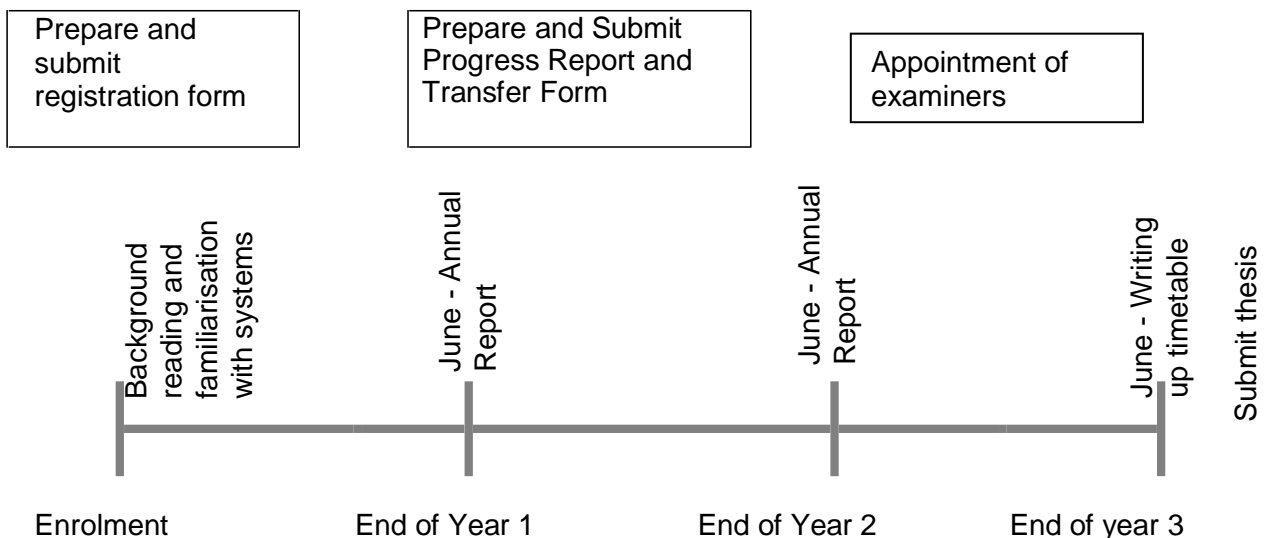 Prepare and
submit
registration form
Prepare and Submit
Progress Report and
Transfer Form
Appointment of
examiners
Background
reading and
familiarisation
with systems
June - Annual
Report
June - Annual
Report
June - Writing
up timetable
Submit thesis
Enrolment
End of Year 1
End of Year 2
End of year 3